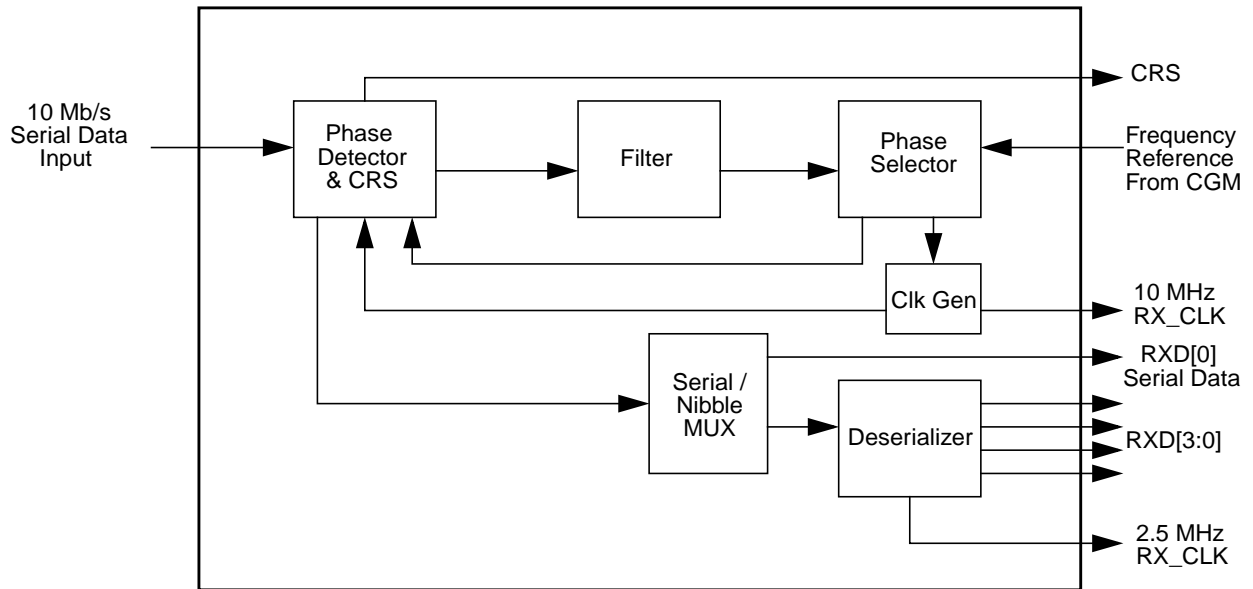 CRS
10 Mb/s
Serial Data
Input
Phase
Detector
& CRS
Filter
Phase
Selector
Frequency
Reference
From CGM
Clk Gen
10 MHz
RX_CLK
RXD[0]
Serial Data
Serial /
Nibble
MUX
Deserializer
RXD[3:0]
2.5 MHz
RX_CLK